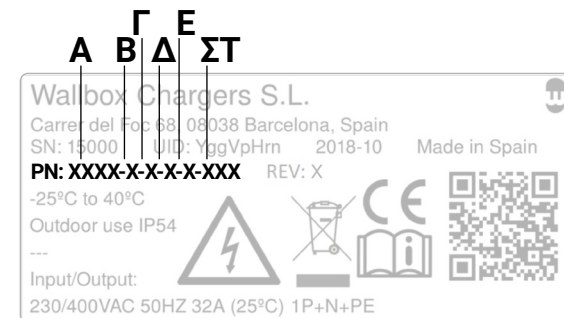 Γ Ε
Α Β Δ ΣΤ
Wallbox Chargers S.L.
Carrer del Foc 68, 08038 Barcelona, Spain
SN: 15000 UID: YggVpHrn 2018-10 Made in Spain
PN: XXXX-X-X-X-X-XXX REV: X
-25ºC to 40ºC
Outdoor use IP54
---
Input/Output:
230/400VAC 50HZ 32A (25ºC) 1P+N+PE
CE